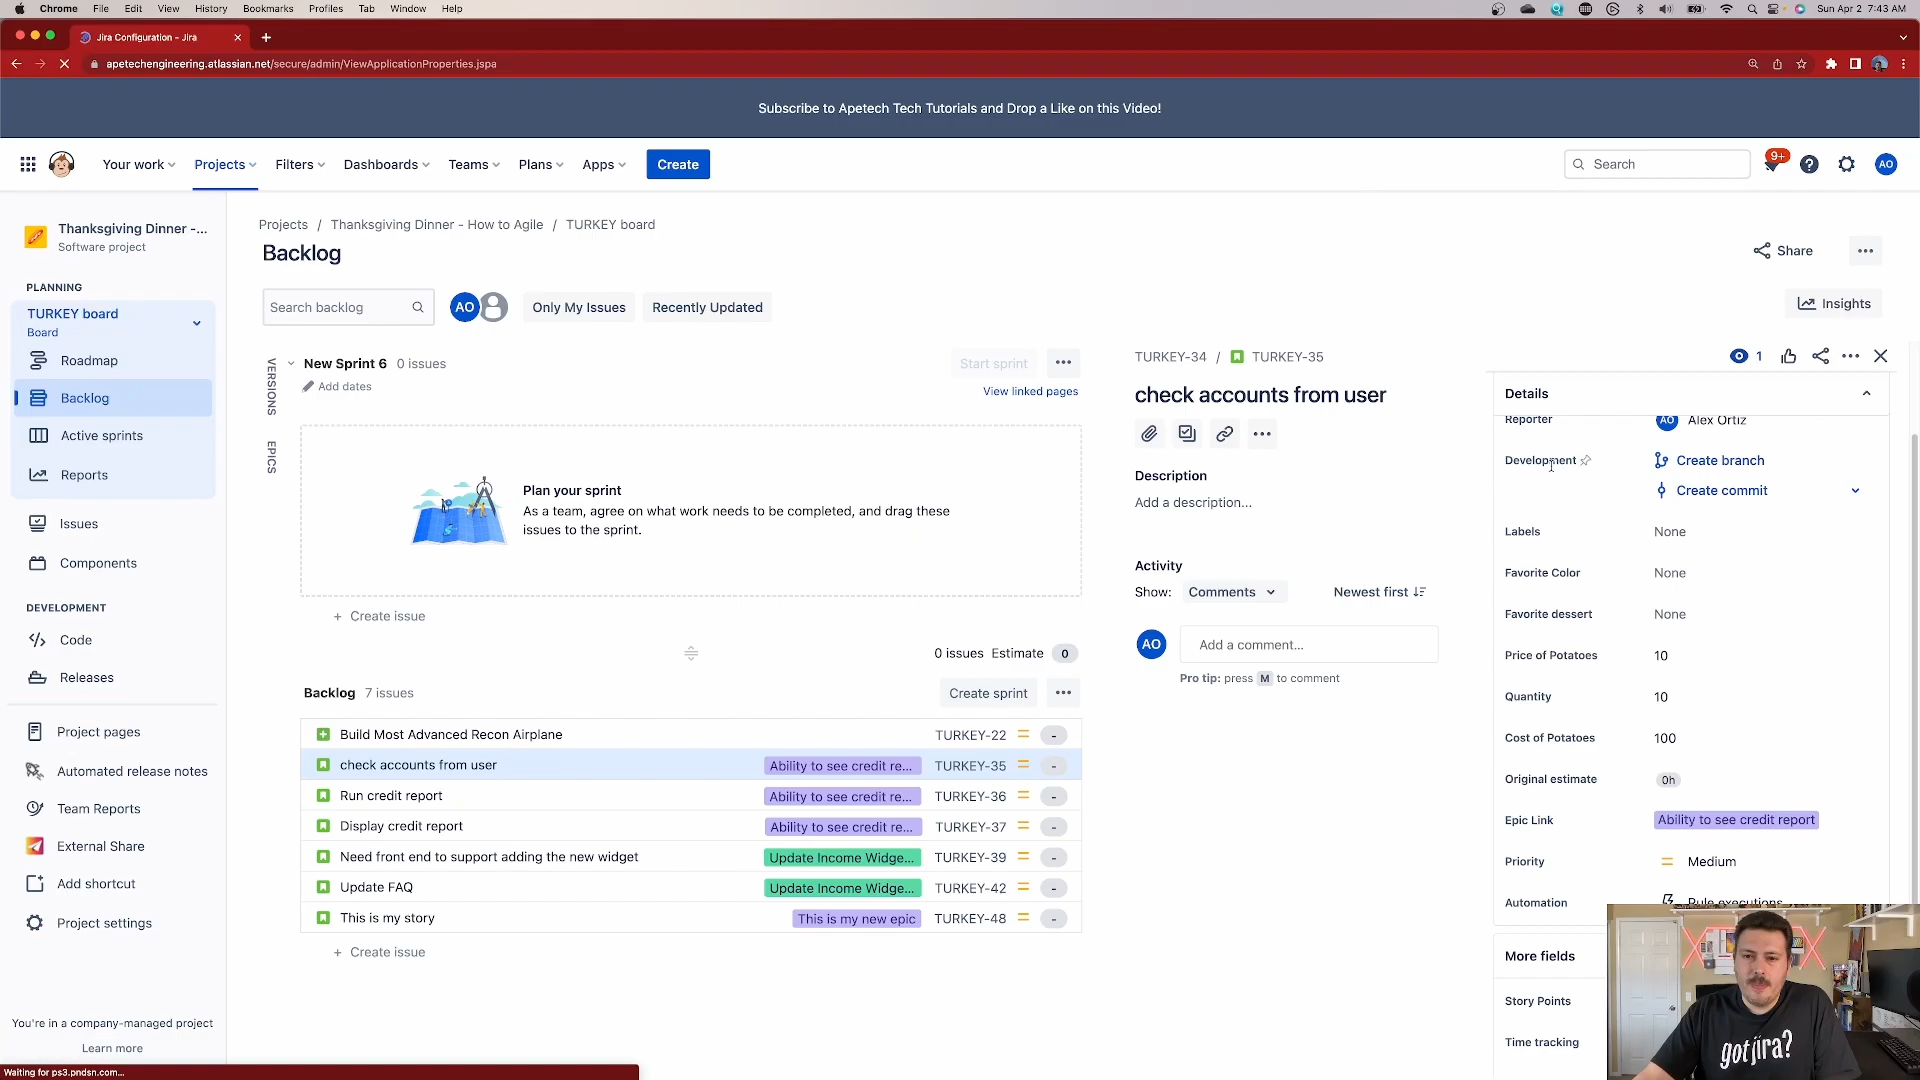 Chrome File Edit View History Bookmarks Profiles Tab Window Help
Sun Apr 2 7:43 AM
Jira Configuration - Jira
apetechengineering.atlassian.net/secure/admin/ViewApplicationProperties.jspa
Subscribe to Apetech Tech Tutorials and Drop a Like on this Video!
Your work Projects Filters Dashboards Teams Plans Apps Create
Search
9+
AO
Thanksgiving Dinner -...
Software project
PLANNING
TURKEY board
Board
Roadmap
Backlog
Active sprints
Reports
Issues
Components
DEVELOPMENT
Code
Releases
Project pages
Automated release notes
Team Reports
External Share
Add shortcut
Project settings
You're in a company-managed project
Learn more
Waiting for ps3.pndsn.com...
Projects / Thanksgiving Dinner - How to Agile / TURKEY board
Backlog
Share
Search backlog
AO
Only My Issues
Recently Updated
Insights
VERSIONS
EPICS
New Sprint 6 0 issues
Start sprint
Add dates
View linked pages
Plan your sprint
As a team, agree on what work needs to be completed, and drag these
issues to the sprint.
+ Create issue
0 issues Estimate 0
Backlog 7 issues
Create sprint
Build Most Advanced Recon Airplane TURKEY-22 -
check accounts from user Ability to see credit re... TURKEY-35 -
Run credit report Ability to see credit re... TURKEY-36 -
Display credit report Ability to see credit re... TURKEY-37 -
Need front end to support adding the new widget Update Income Widge... TURKEY-39 -
Update FAQ Update Income Widge... TURKEY-42 -
This is my story This is my new epic TURKEY-48 -
+ Create issue
TURKEY-34 / TURKEY-35
1
check accounts from user
Description
Add a description...
Activity
Show: Comments
Newest first
AO
Add a comment...
Pro tip: press M to comment
Details
Reporter AO Alex Ortiz
Development Create branch
Create commit
Labels None
Favorite Color None
Favorite dessert None
Price of Potatoes 10
Quantity 10
Cost of Potatoes 100
Original estimate 0h
Epic Link Ability to see credit report
Priority Medium
Automation Rule executions
More fields
Story Points
Time tracking
got jira?